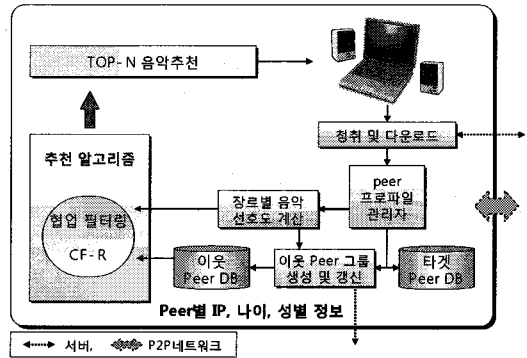 TOP-N 음악추천
청취 및 다운로드
추천 알고리즘
협업 필터링
CF-R
장르별 음악
선호도 계산
peer
프로파일
관리자
이웃
Peer DB
이웃 Peer 그룹
생성 및 갱신
타겟
Peer DB
Peer별 IP, 나이, 성별 정보
서버,
P2P네트워크